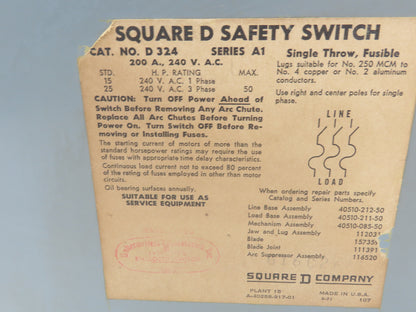 SQUARE D SAFETY SWITCH
CAT. NO. D 324 SERIES A1
200 A., 240 V. A.C.
STD. H. P. RATING MAX.
15 240 V. A.C. 1 Phase
25 240 V. A.C. 3 Phase 50
CAUTION: Turn OFF Power Ahead of
Switch Before Removing any Arc Chute.
Replace All Arc Chutes Before Turning
Power On. Turn Switch OFF Before Re-
moving or Installing Fuses.
The starting current of motors of more than the
standard horsepower ratings may require the use
of fuses with appropriate time delay characteristics.
Continuous load current not to exceed 80 percent
of the rating of fuses employed in other than motor
circuits.
Oil bearing surfaces annually.
SUITABLE FOR USE AS
SERVICE EQUIPMENT
Single Throw, Fusible
Lugs suitable for No. 250 MCM to
No. 4 copper or No. 2 aluminum
conductors.
Use right and center poles for single
phase.
LINE
LOAD
When ordering repair parts specify
Catalog and Series Numbers.
Line Base Assembly 40510-212-50
Load Base Assembly 40510-211-50
Mechanism Assembly 40510-085-50
Jaw and Lug Assembly
Blade
Blade Joint 111391
Arc Suppressor Assembly 116520
SQUARE D COMPANY
PLANT 15 MADE IN U.S.A.
107